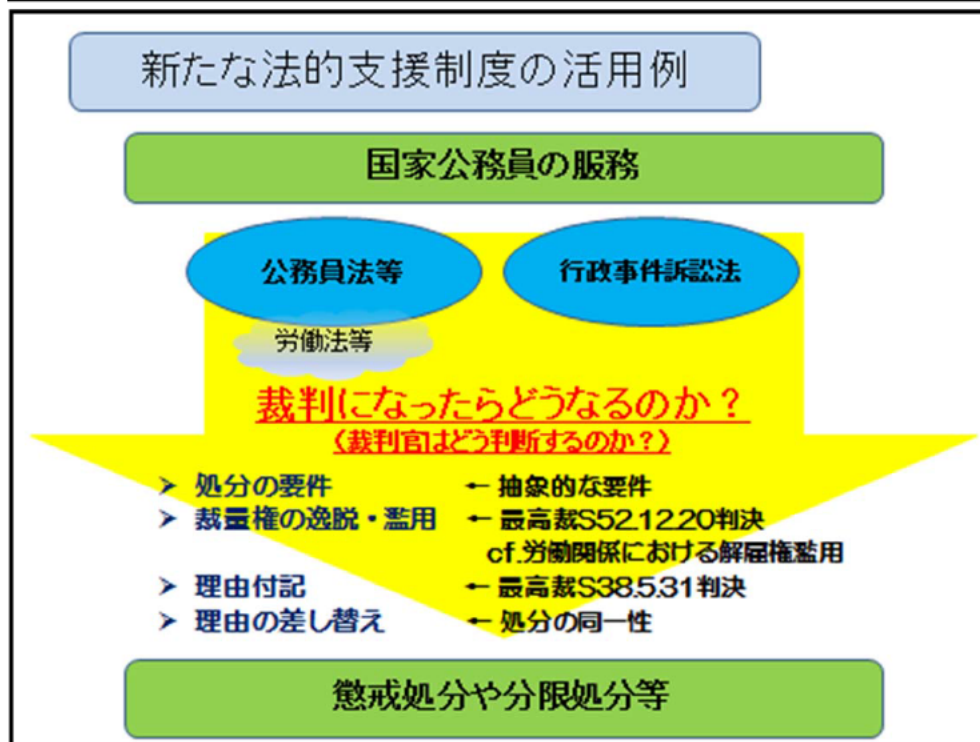 新たな法的支援制度の活用例
国家公務員の服務
公務員法等
行政事件訴訟法
労働法等
裁判になったらどうなるのか？
（裁判官はどう判断するのか？）
➢ 処分の要件 ← 抽象的な要件
➢ 裁量権の逸脱・濫用 ← 最高裁S52.12.20判決
cf.労働関係における解雇権濫用
➢ 理由付記 ← 最高裁S38.5.31判決
➢ 理由の差し替え ← 処分の同一性
懲戒処分や分限処分等